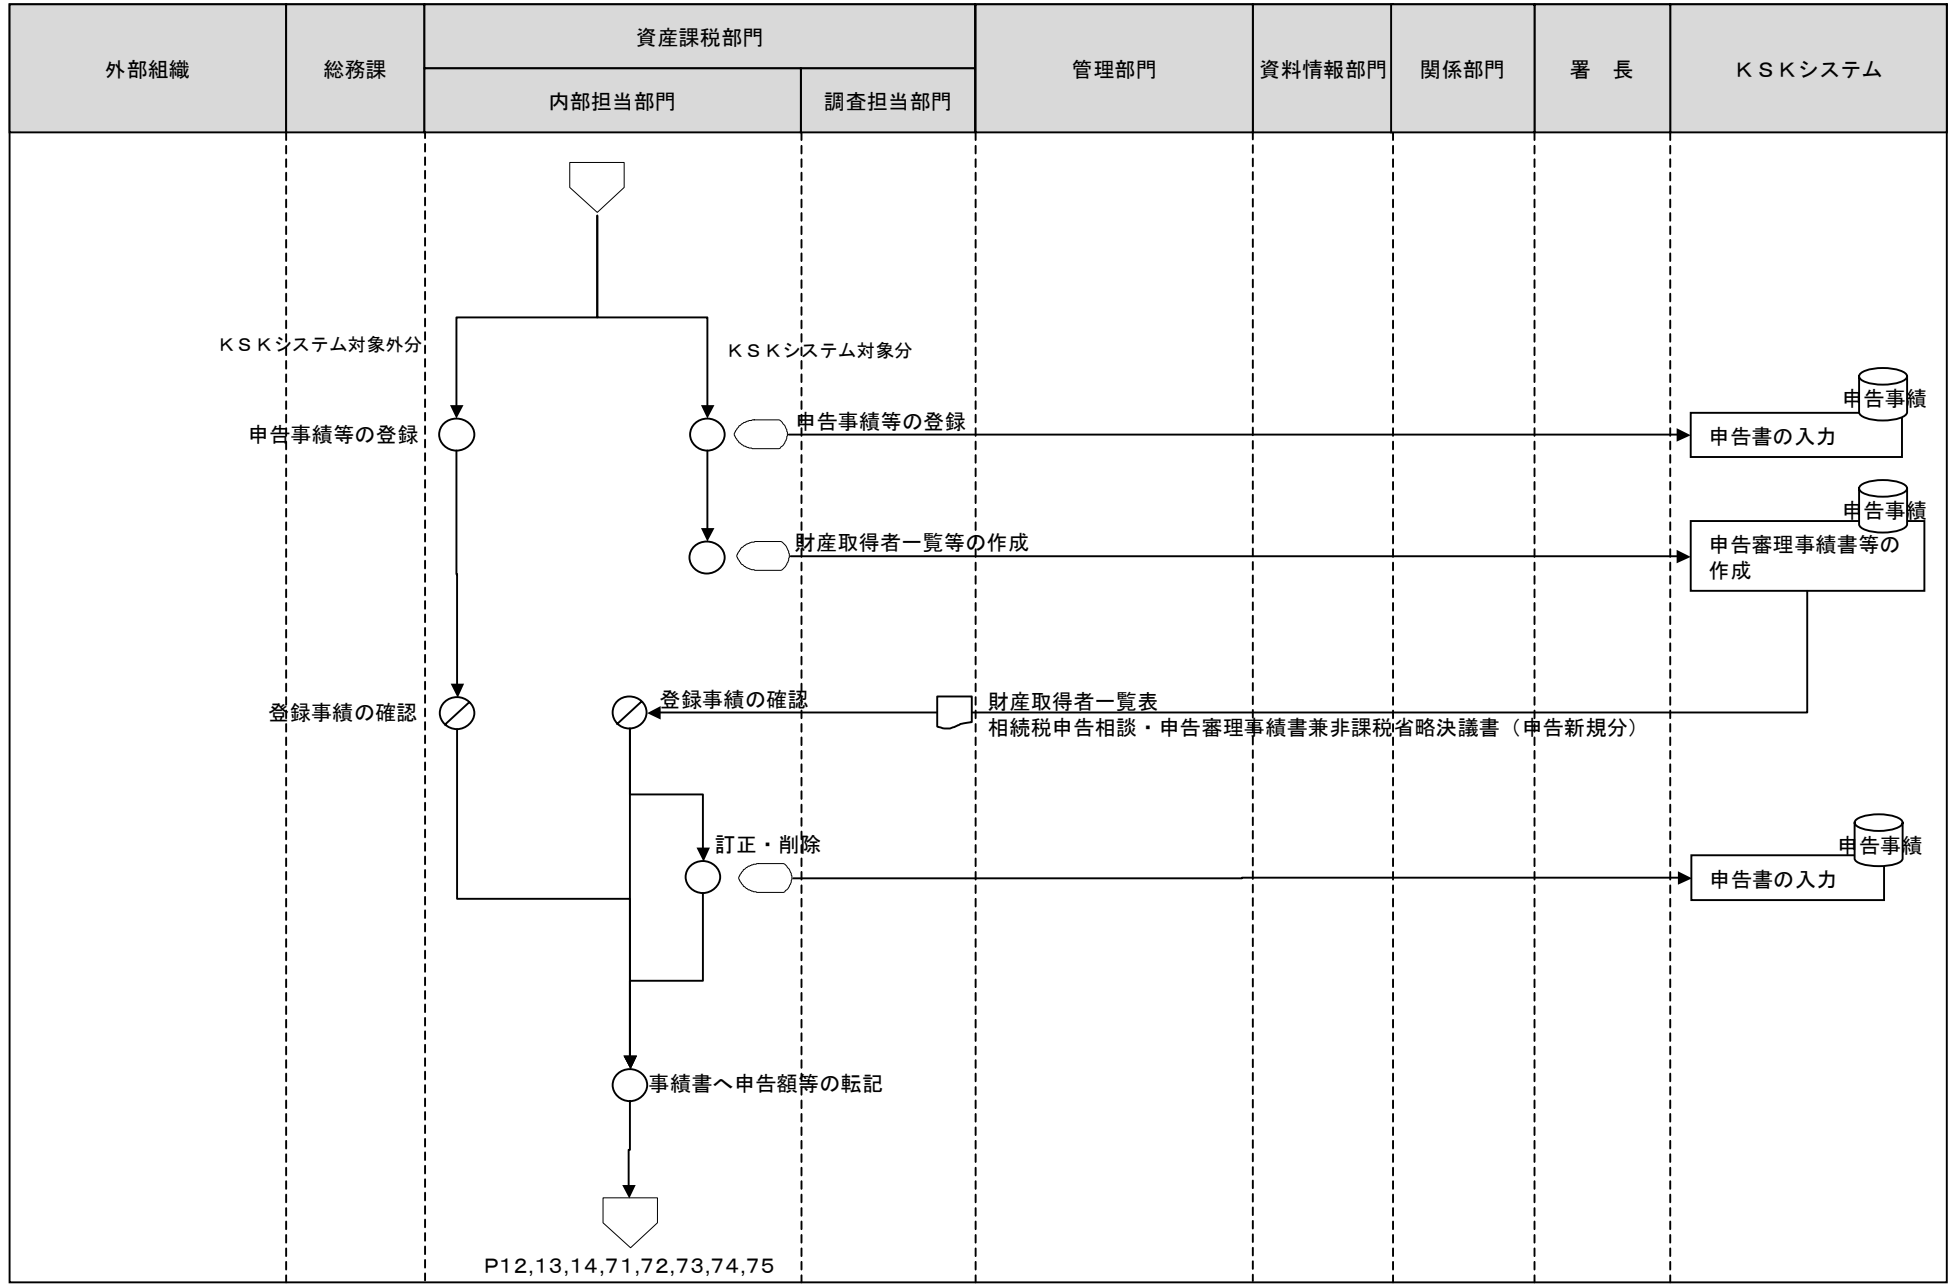 外部組織
総務課
資産課税部門
内部担当部門
調査担当部門
管理部門
資料情報部門
関係部門
署　長
ＫＳＫシステム
ＫＳＫシステム対象外分
ＫＳＫシステム対象分
申告事績
申告事績等の登録
申告事績等の登録
申告書の入力
申告事績
財産取得者一覧等の作成
申告審理事績書等の
作成
登録事績の確認
登録事績の確認
財産取得者一覧表
相続税申告相談・申告審理事績書兼非課税省略決議書（申告新規分）
訂正・削除
申告事績
申告書の入力
事績書へ申告額等の転記
P12,13,14,71,72,73,74,75